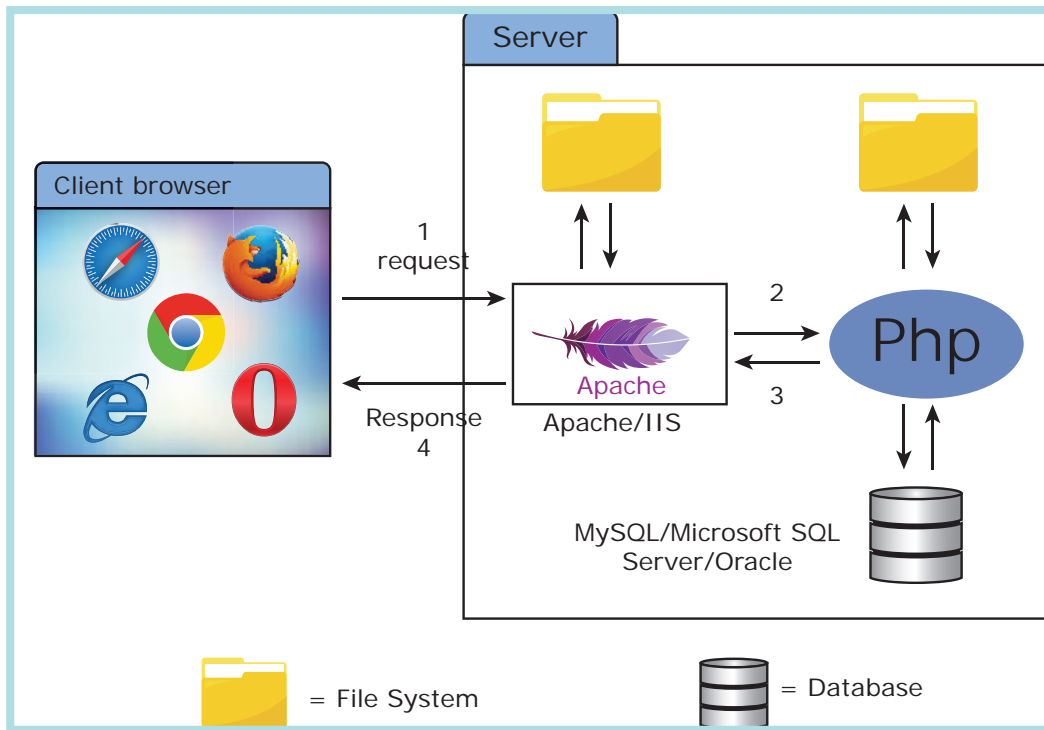 Server
Client browser
1
request
2
Php
Apache
3
Response
4
Apache/IIS
MySQL/Microsoft SQL
Server/Oracle
= File System
= Database